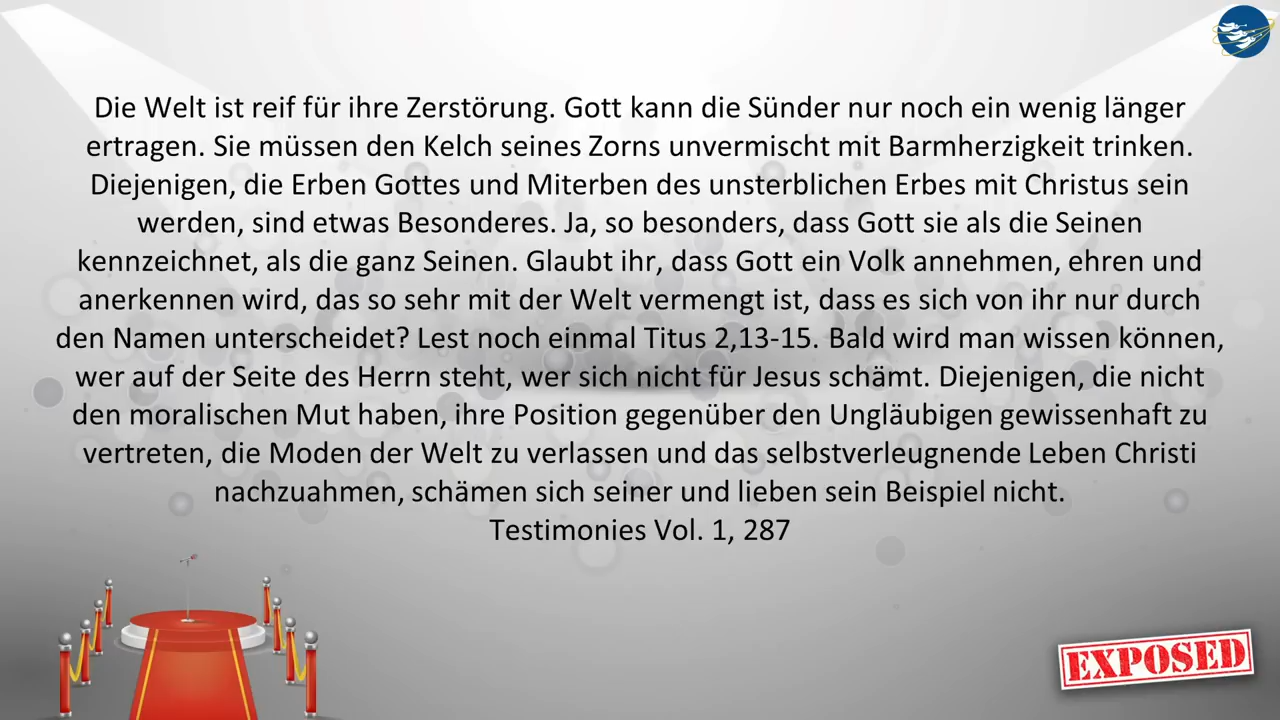 Die Welt ist reif für ihre Zerstörung. Gott kann die Sünder nur noch ein wenig länger
ertragen. Sie müssen den Kelch seines Zorns unvermischt mit Barmherzigkeit trinken.
Diejenigen, die Erben Gottes und Miterben des unsterblichen Erbes mit Christus sein
werden, sind etwas Besonderes. Ja, so besonders, dass Gott sie als die Seinen
kennzeichnet, als die ganz Seinen. Glaubt ihr, dass Gott ein Volk annehmen, ehren und
anerkennen wird, das so sehr mit der Welt vermengt ist, dass es sich von ihr nur durch
den Namen unterscheidet? Lest noch einmal Titus 2,13-15. Bald wird man wissen können,
wer auf der Seite des Herrn steht, wer sich nicht für Jesus schämt. Diejenigen, die nicht
den moralischen Mut haben, ihre Position gegenüber den Ungläubigen gewissenhaft zu
vertreten, die Moden der Welt zu verlassen und das selbstverleugnende Leben Christi
nachzuahmen, schämen sich seiner und lieben sein Beispiel nicht.
Testimonies Vol. 1, 287
EXPOSED